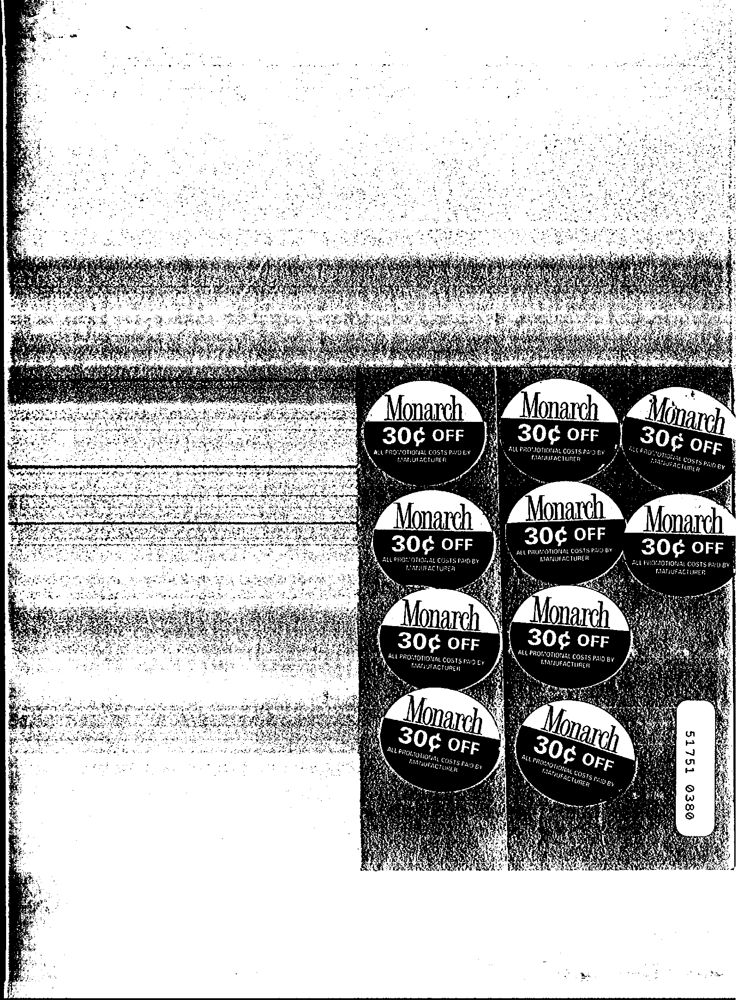 Monarch
30¢ OFF
ALL PROMOTIONAL COSTS PAID BY
MANUFACTURER
Monarch
30¢ OFF
ALL PROMOTIONAL COSTS PAID BY
MANUFACTURER
Monarch
30¢ OFF
ALL PROMOTIONAL COSTS PAID BY
MANUFACTURER
Monarch
30¢ OFF
ALL PROMOTIONAL COSTS PAID BY
MANUFACTURER
Monarch
30¢ OFF
ALL PROMOTIONAL COSTS PAID BY
MANUFACTURER
Monarch
30¢ OFF
ALL PROMOTIONAL COSTS PAID BY
MANUFACTURER
Monarch
30¢ OFF
ALL PROMOTIONAL COSTS PAID BY
MANUFACTURER
Monarch
30¢ OFF
ALL PROMOTIONAL COSTS PAID BY
MANUFACTURER
Monarch
30¢ OFF
ALL PROMOTIONAL COSTS PAID BY
MANUFACTURER
Monarch
30¢ OFF
ALL PROMOTIONAL COSTS PAID BY
MANUFACTURER
51751 0380